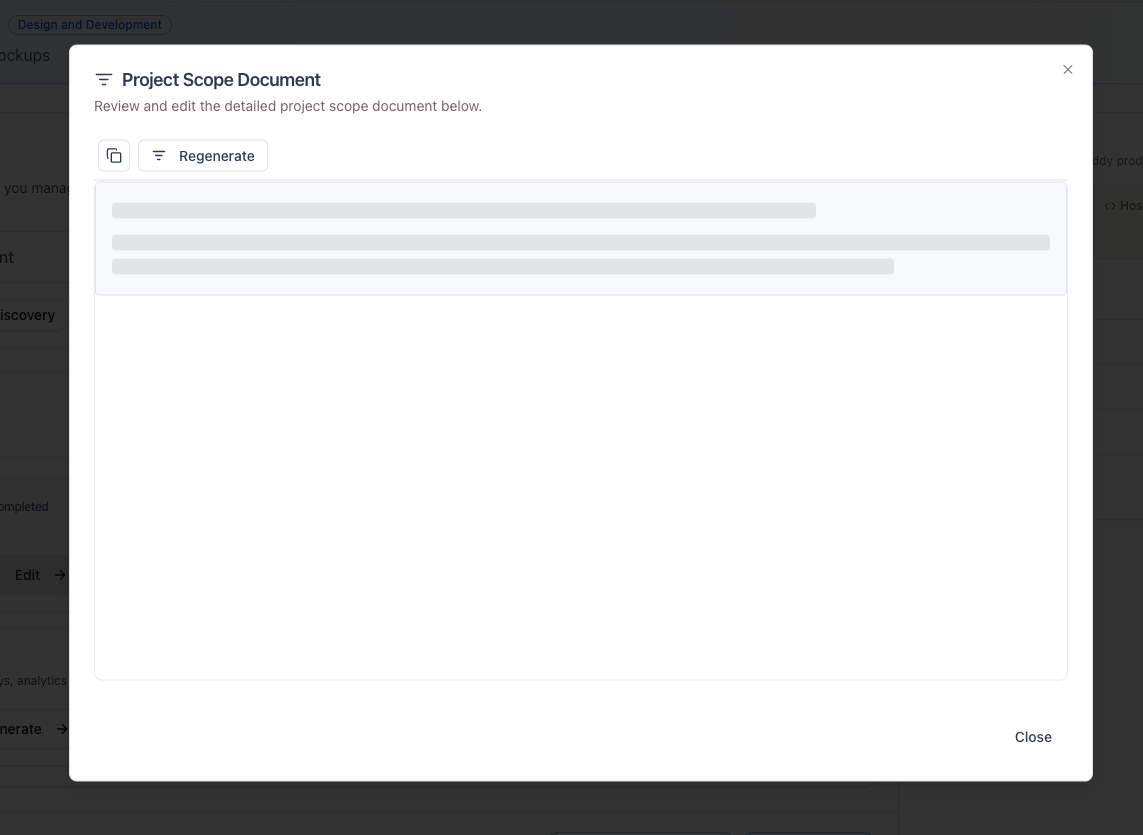 Design and Development
ockups
Project Scope Document
Review and edit the detailed project scope document below.
Regenerate
ddy prod
you manag
Hos
nt
iscovery
ompleted
Edit
ys, analytics
nerate
Close